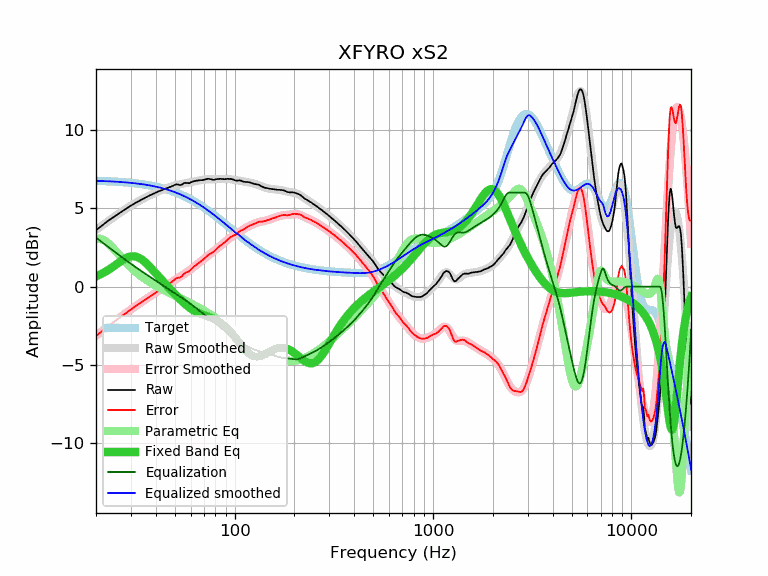 XFYRO xS2
Amplitude (dBr)
10
5
0
−5
−10
Target
Raw Smoothed
Error Smoothed
Raw
Error
Parametric Eq
Fixed Band Eq
Equalization
Equalized smoothed
100
1000
10000
Frequency (Hz)